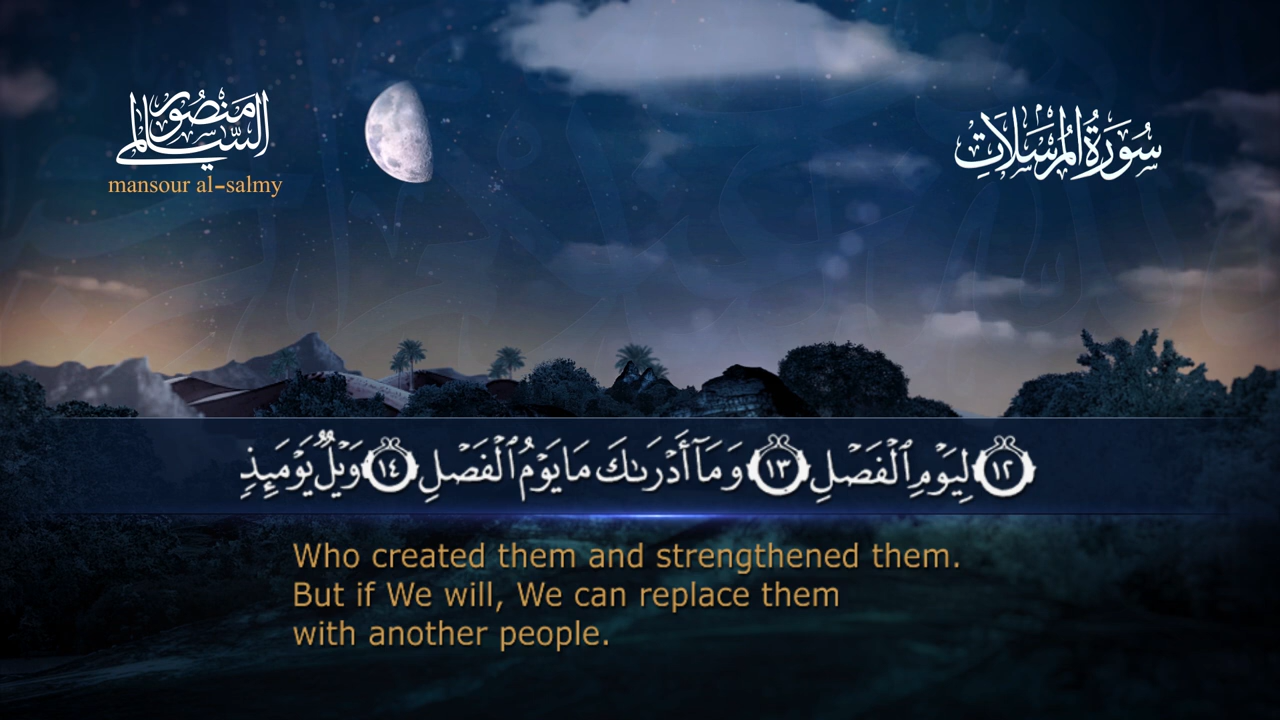 منصور السالمي
mansour al-salmy
سُورَةُ المُرْسَلَاتِ
١٢ لِيَوْمِ ٱلْفَصْلِ ١٣ وَمَآ أَدْرَىٰكَ مَا يَوْمُ ٱلْفَصْلِ ١٤ وَيْلٌ يَوْمَئِذٍ
Who created them and strengthened them.
But if We will, We can replace them
with another people.